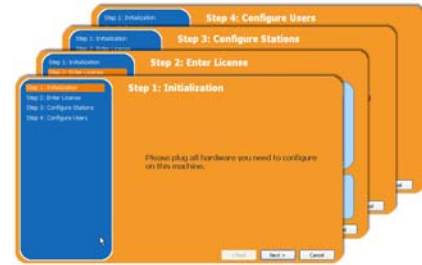 Step 1: Initialization
Step 4: Configure Users
Step 1: Initialization
Step 3: Configure Stations
Step 2: Enter License
Step 1: Initialization
Step 2: Enter License
Step 2: Enter License
Step 1: Initialization
Step 1: Initialization
Step 2: Enter License
Step 3: Configure Stations
Step 4: Configure Users
Please plug all hardware you need to configure
on this machine.
< Back
Next >
Cancel